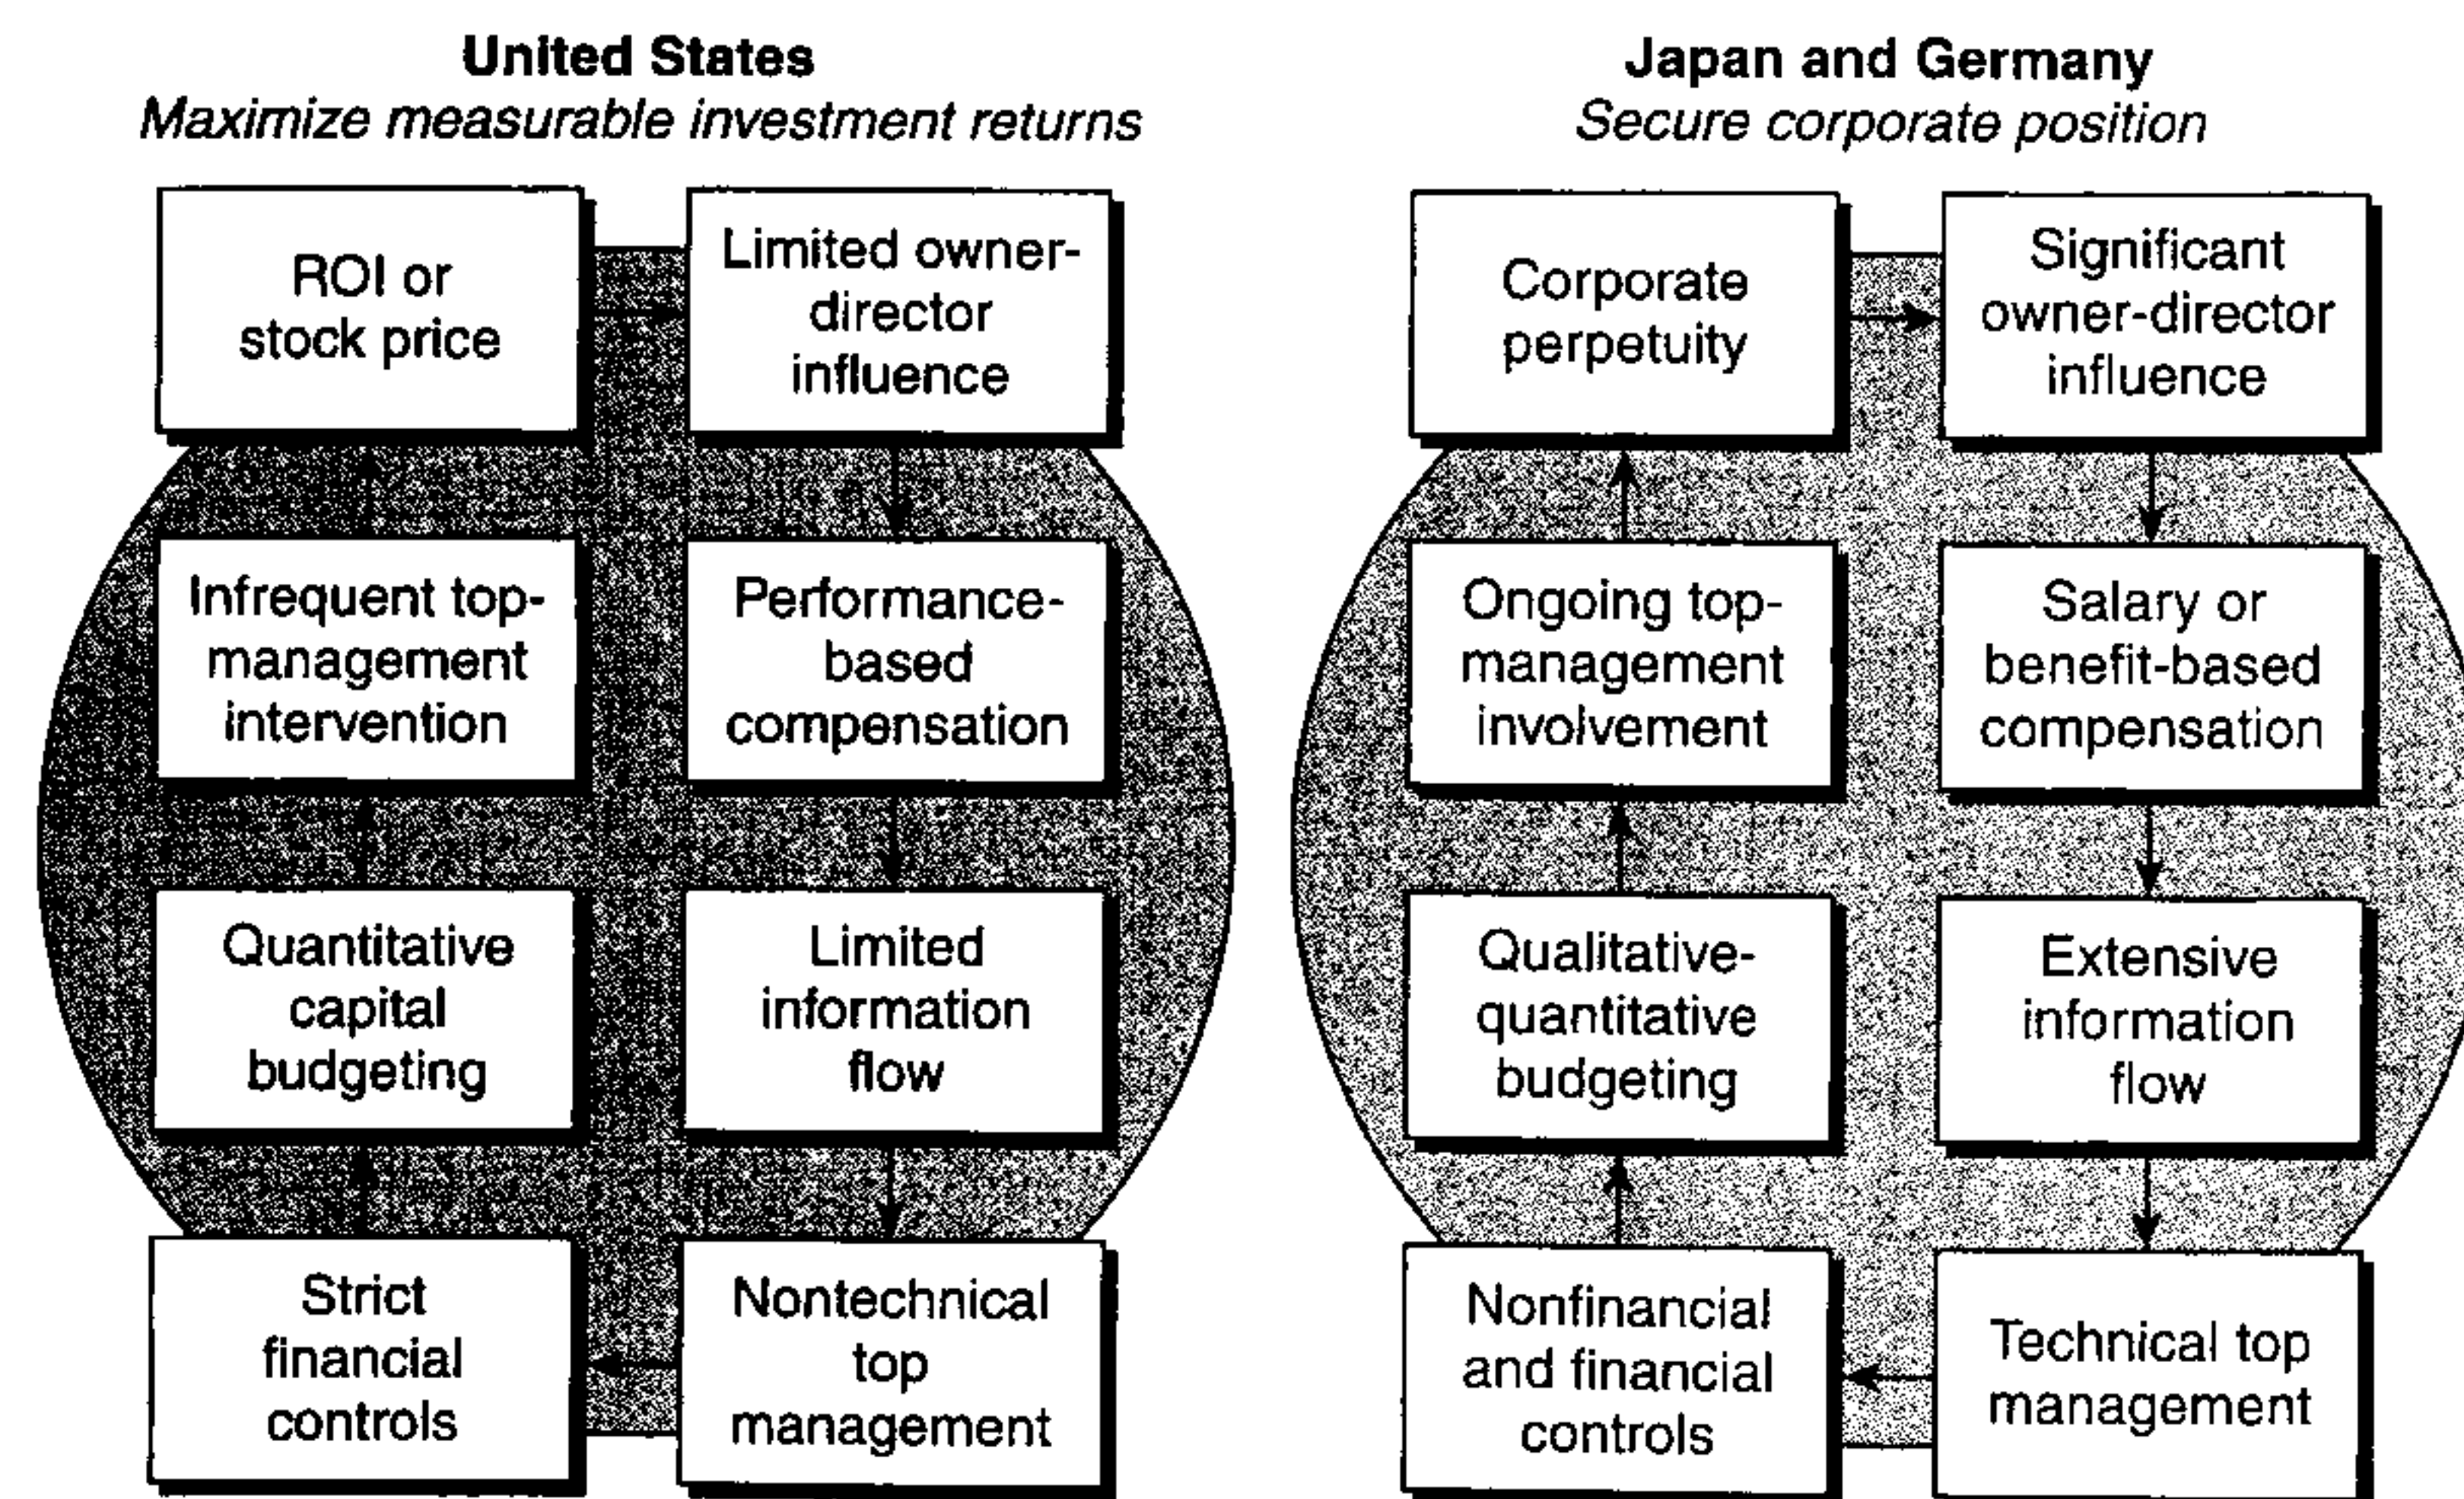 United States
Maximize measurable investment returns
ROI or
stock price
Limited owner-
director
influence
Infrequent top-
management
intervention
Performance-
based
compensation
Quantitative
capital
budgeting
Limited
information
flow
Strict
financial
controls
Nontechnical
top
management
Japan and Germany
Secure corporate position
Corporate
perpetuity
Significant
owner-director
influence
Ongoing top-
management
involvement
Salary or
benefit-based
compensation
Qualitative-
quantitative
budgeting
Extensive
information
flow
Nonfinancial
and financial
controls
Technical top
management